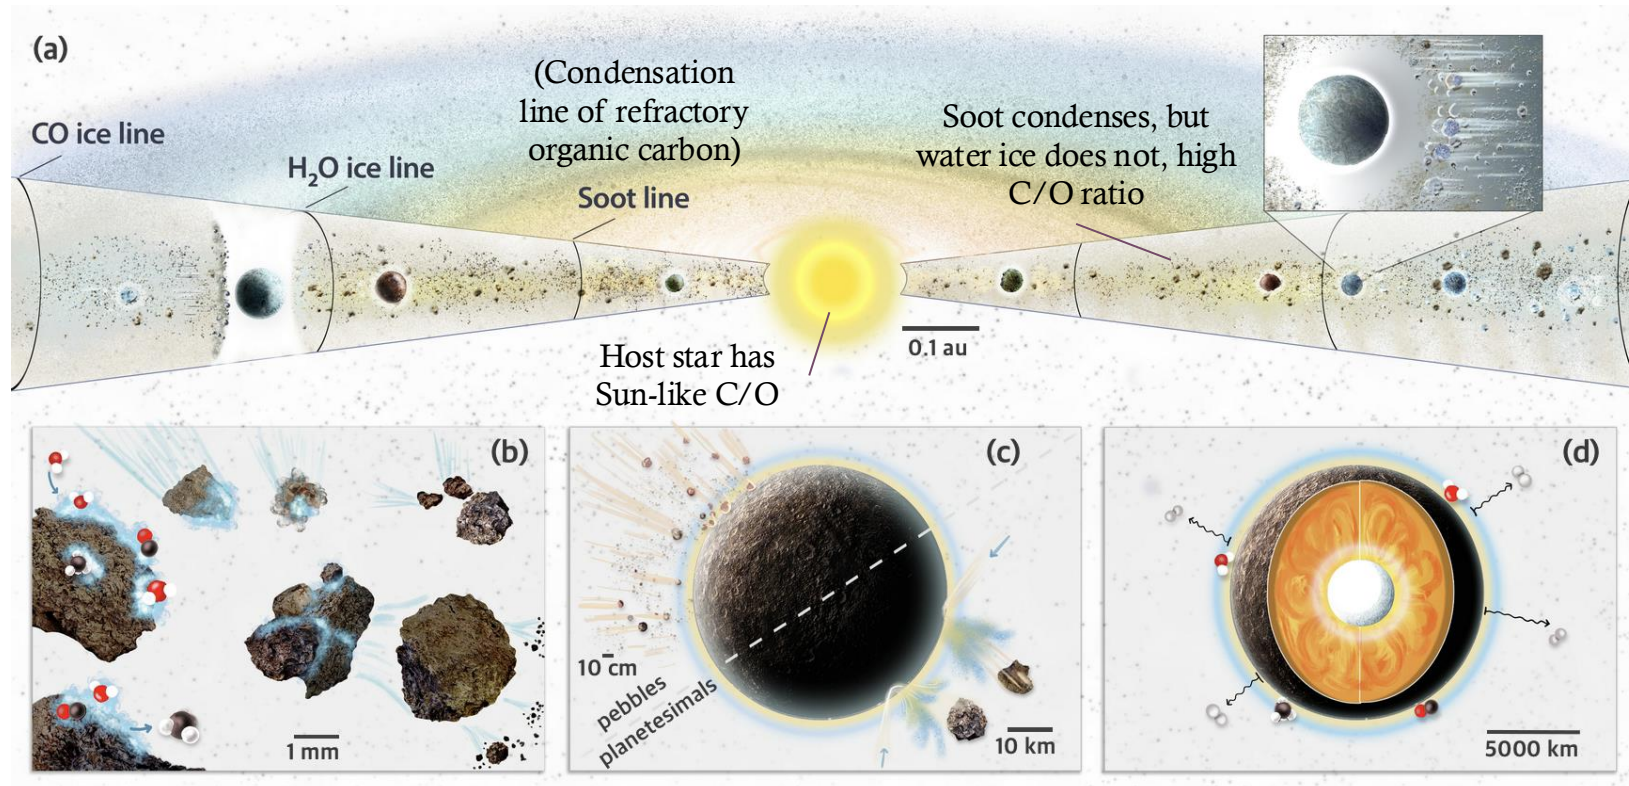 (a)
CO ice line
H₂O ice line
(Condensation
line of refractory
organic carbon)
Soot line
Soot condenses, but
water ice does not, high
C/O ratio
0.1 au
Host star has
Sun-like C/O
(b)
1 mm
(c)
10 cm
pebbles
planetesimals
10 km
(d)
5000 km